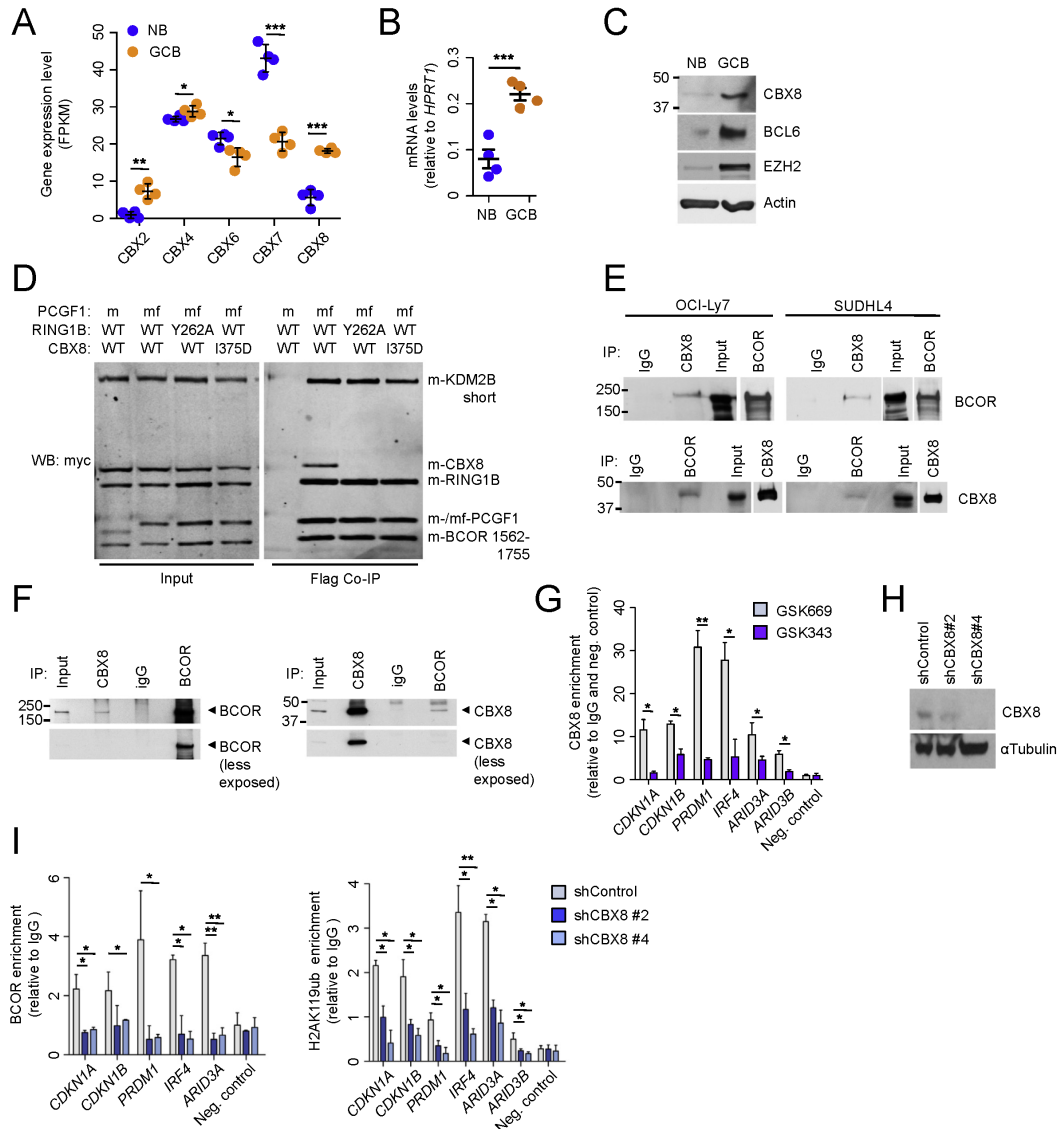 A
NB
GCB
Gene expression level
(FPKM)
50
40
30
20
10
0
**
*
*
***
***
CBX2
CBX4
CBX6
CBX7
CBX8
B
mRNA levels
(relative to HPRT1)
0.3
0.2
0.1
0
***
NB
GCB
C
NB GCB
50
37
CBX8
BCL6
EZH2
Actin
D
PCGF1: m mf mf mf m mf mf mf
RING1B: WT WT Y262A WT WT WT Y262A WT
CBX8: WT WT WT I375D WT WT WT I375D
WB: myc
m-KDM2B
short
m-CBX8
m-RING1B
m-/mf-PCGF1
m-BCOR 1562-
1755
Input
Flag Co-IP
E
OCI-Ly7
SUDHL4
IP: IgG CBX8 Input BCOR IgG CBX8 Input BCOR
250
150
BCOR
IP: IgG BCOR Input CBX8 IgG BCOR Input CBX8
50
37
CBX8
F
IP: Input CBX8 igG BCOR
250
150
BCOR
BCOR
(less
exposed)
IP: Input CBX8 igG BCOR
50
37
CBX8
CBX8
(less
exposed)
G
CBX8 enrichment
(relative to IgG and neg. control)
40
30
20
10
0
GSK669
GSK343
*
*
**
*
*
*
CDKN1A
CDKN1B
PRDM1
IRF4
ARID3A
ARID3B
Neg. control
H
shControl
shCBX8#2
shCBX8#4
CBX8
αTubulin
I
BCOR enrichment
(relative to IgG )
6
4
2
0
*
*
*
*
*
*
**
**
CDKN1A
CDKN1B
PRDM1
IRF4
ARID3A
Neg. control
H2AK119ub enrichment
(relative to IgG )
4
3
2
1
0
*
*
*
*
*
*
**
*
*
*
*
*
CDKN1A
CDKN1B
PRDM1
IRF4
ARID3A
ARID3B
Neg. control
shControl
shCBX8 #2
shCBX8 #4